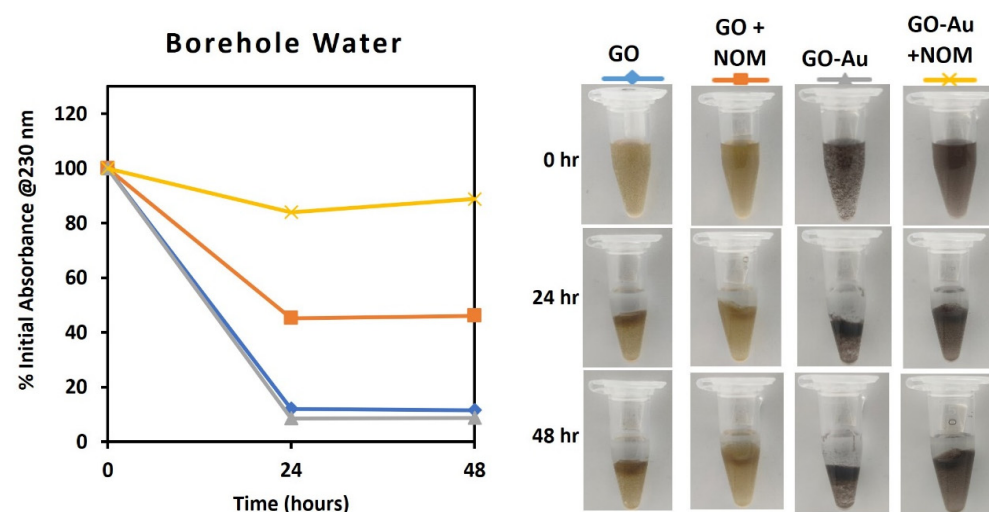 Borehole Water
% Initial Absorbance @230 nm
120
100
80
60
40
20
0
0
24
48
Time (hours)
GO
GO +
NOM
GO-Au
GO-Au
+NOM
0 hr
24 hr
48 hr